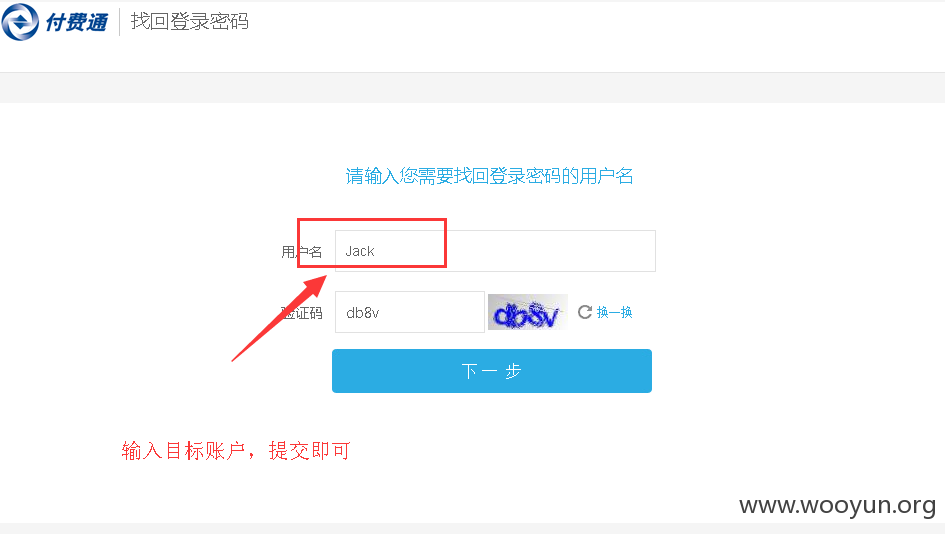 付费通 找回登录密码
请输入您需要找回登录密码的用户名
用户名 Jack
验证码 db8v db8v 换一换
下一步
输入目标账户，提交即可
www.wooyun.org